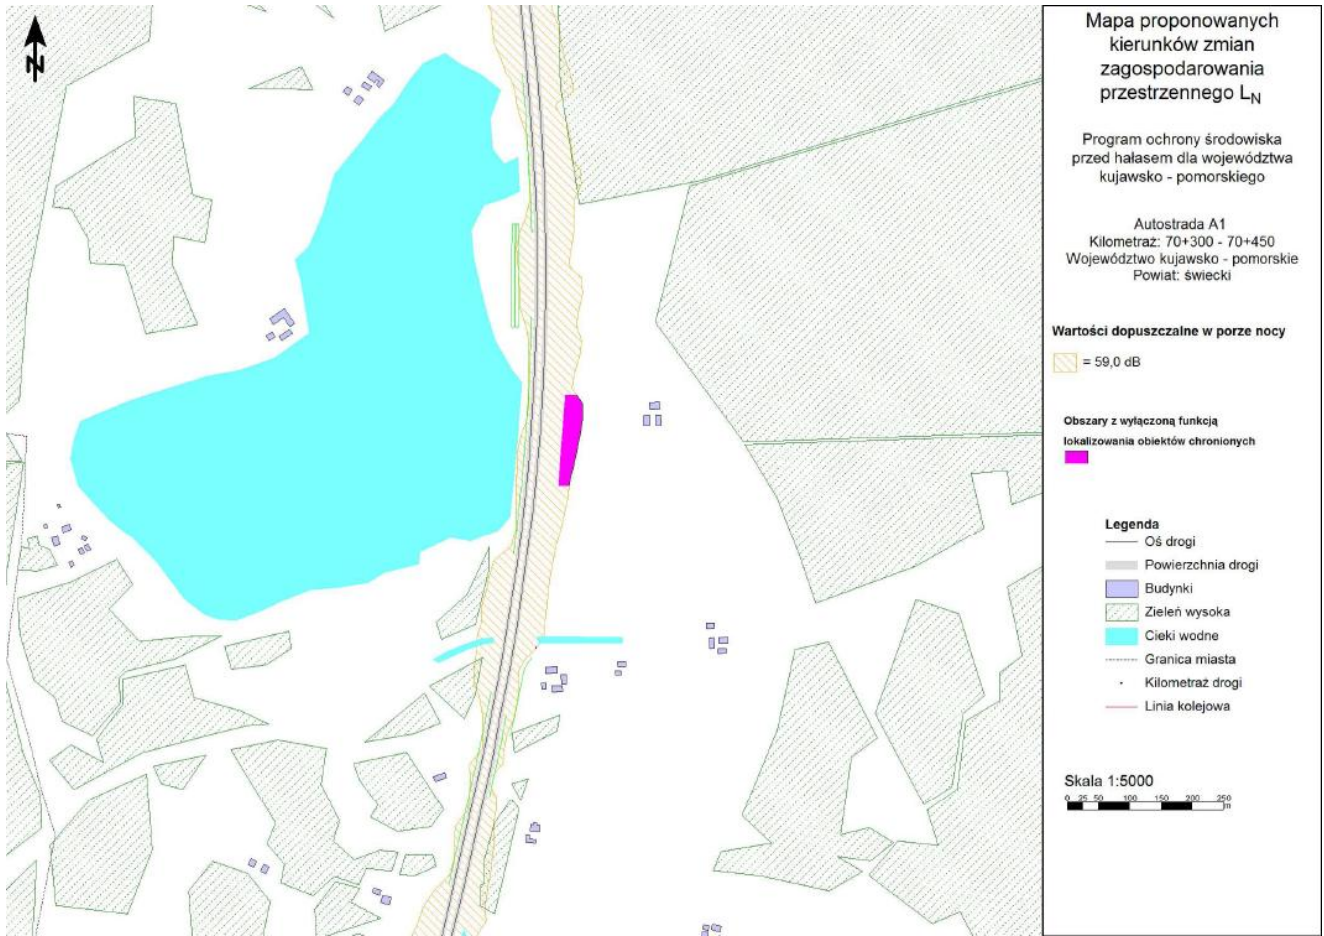 N
Mapa proponowanych
kierunków zmian
zagospodarowania
przestrzennego LN
Program ochrony środowiska
przed hałasem dla województwa
kujawsko - pomorskiego
Autostrada A1
Kilometraż: 70+300 - 70+450
Województwo kujawsko - pomorskie
Powiat: świecki
Wartości dopuszczalne w porze nocy
= 59,0 dB
Obszary z wyłączoną funkcją
lokalizowania obiektów chronionych
Legenda
Oś drogi
Powierzchnia drogi
Budynki
Zieleń wysoka
Cieki wodne
Granica miasta
Kilometraż drogi
Linia kolejowa
Skala 1:5000
0 25 50 100 150 200 250
m